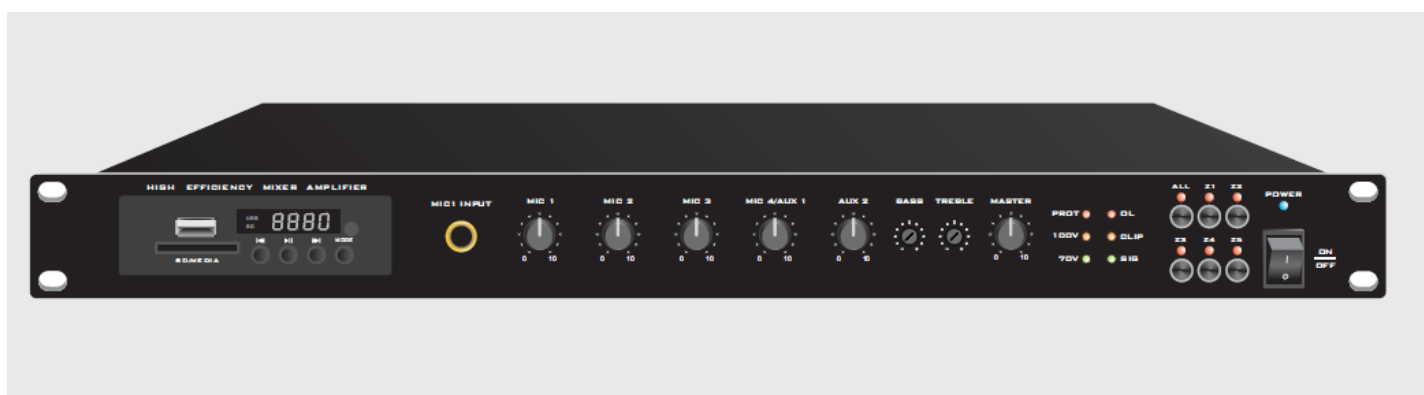 HIGH EFFICIENCY MIXER AMPLIFIER
USB
SD
8880
MODE
SD/MEDIA
MIC1 INPUT
MIC 1
0 10
MIC 2
0 10
MIC 3
0 10
MIC 4/AUX 1
0 10
AUX 2
0 10
BASS
TREBLE
MASTER
0 10
PROT
OL
100V
CLIP
70V
SIG
ALL Z1 Z2
Z3 Z4 Z5
POWER
ON
OFF